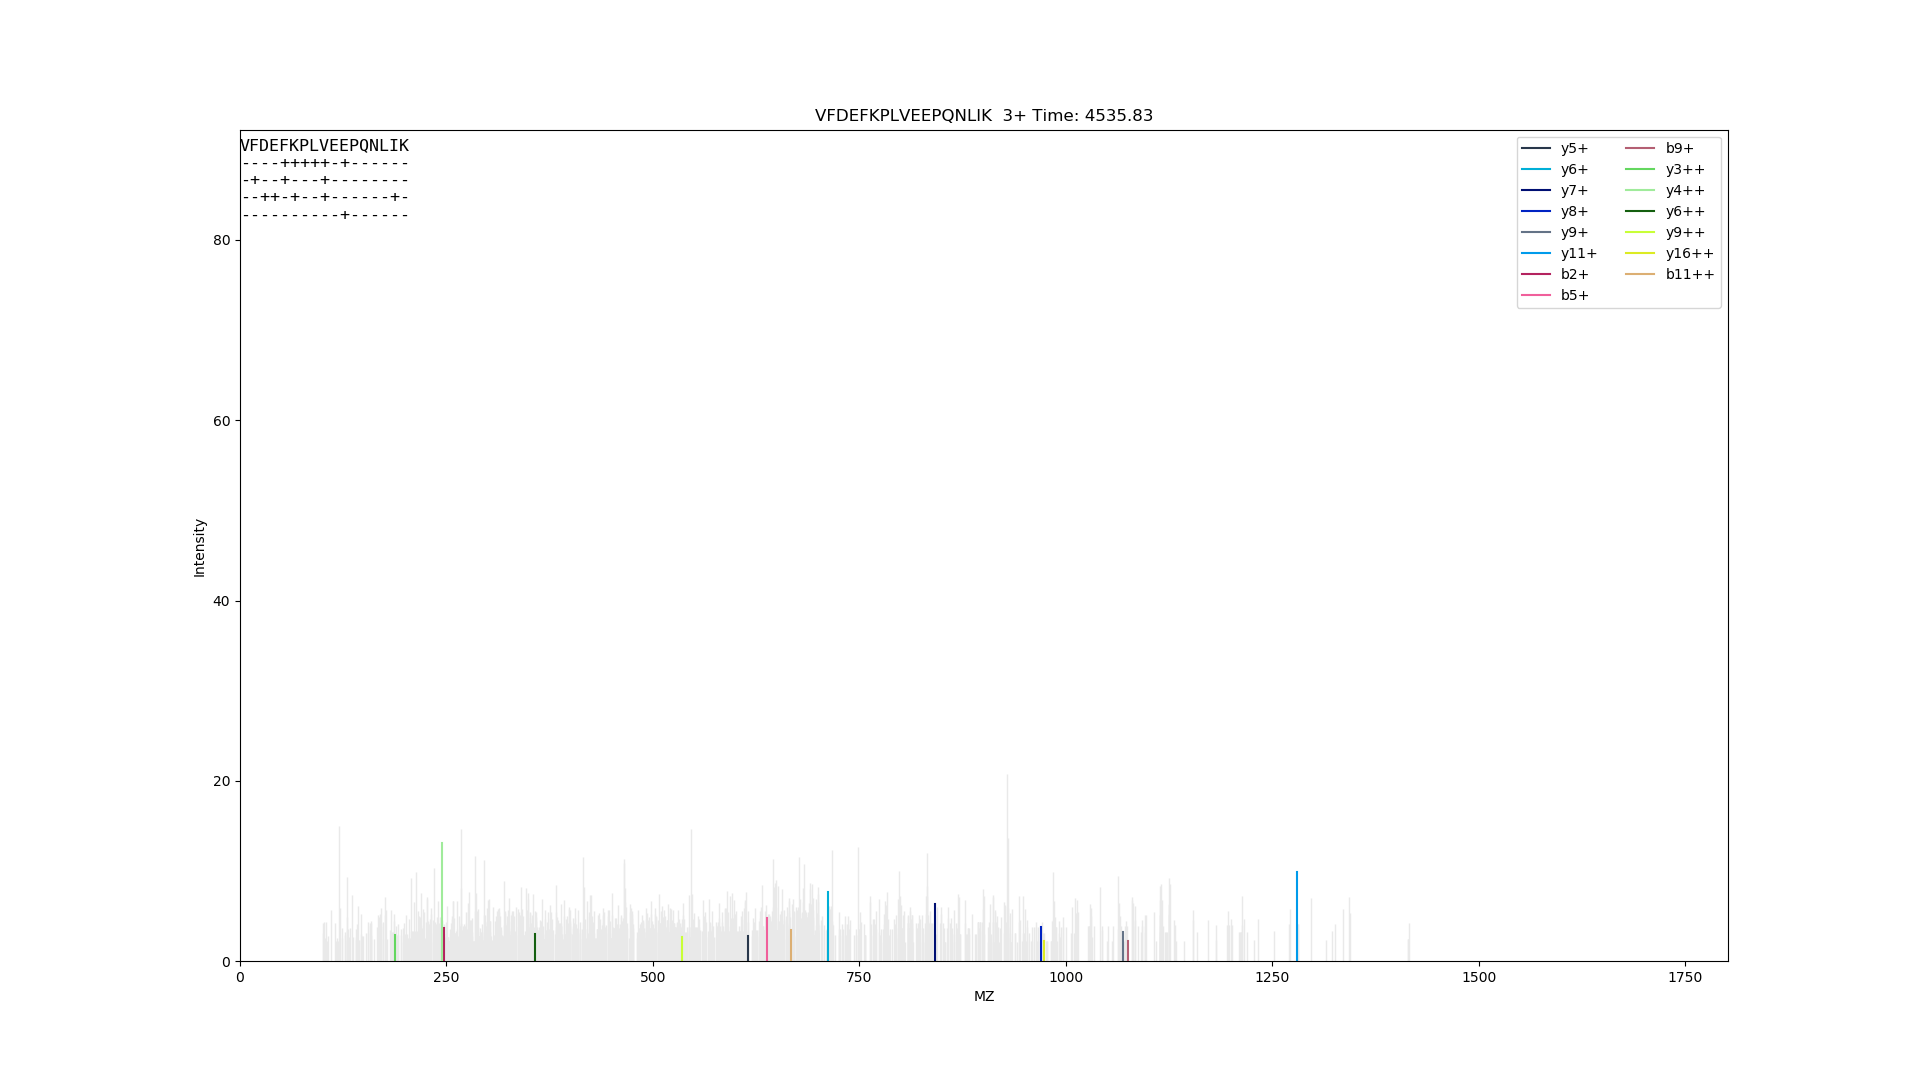 VFDEFKPLVEEPQNLIK 3+ Time: 4535.83
VFDEFKPLVEEPQNLIK
----+++++-+------
-+--+---+--------
--++-+--+------+-
----------+------
y5+
y6+
y7+
y8+
y9+
y11+
b2+
b5+
b9+
y3++
y4++
y6++
y9++
y16++
b11++
80
60
40
20
0
Intensity
0 250 500 750 1000 1250 1500 1750
MZ